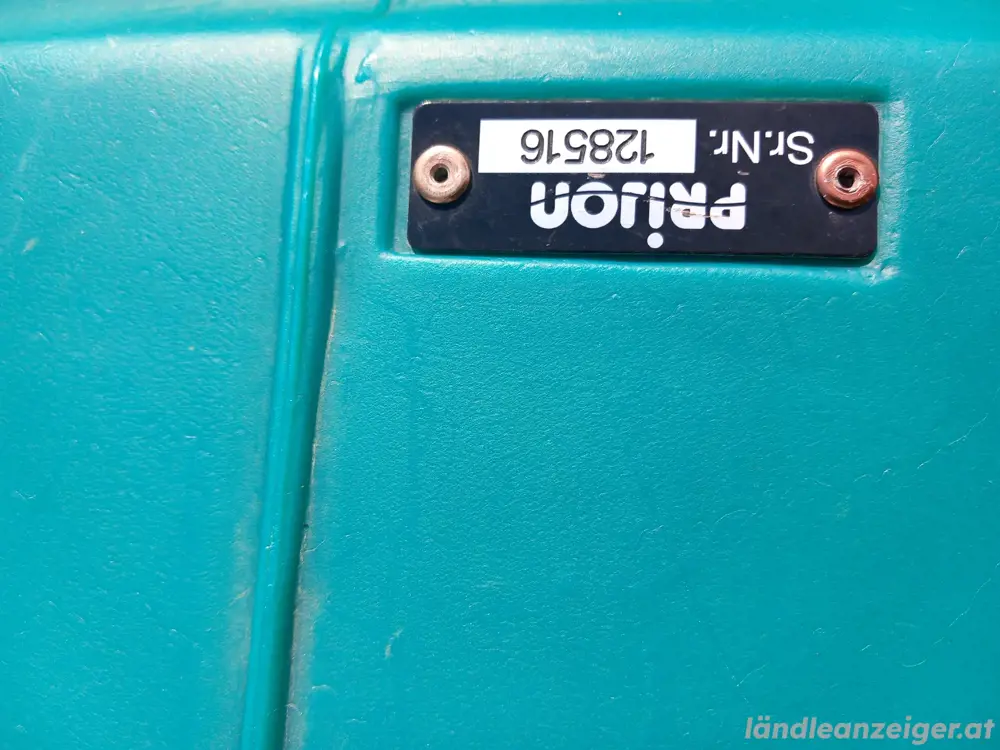 PRIJON
Sr.Nr. 128516
ländleanzeiger.at